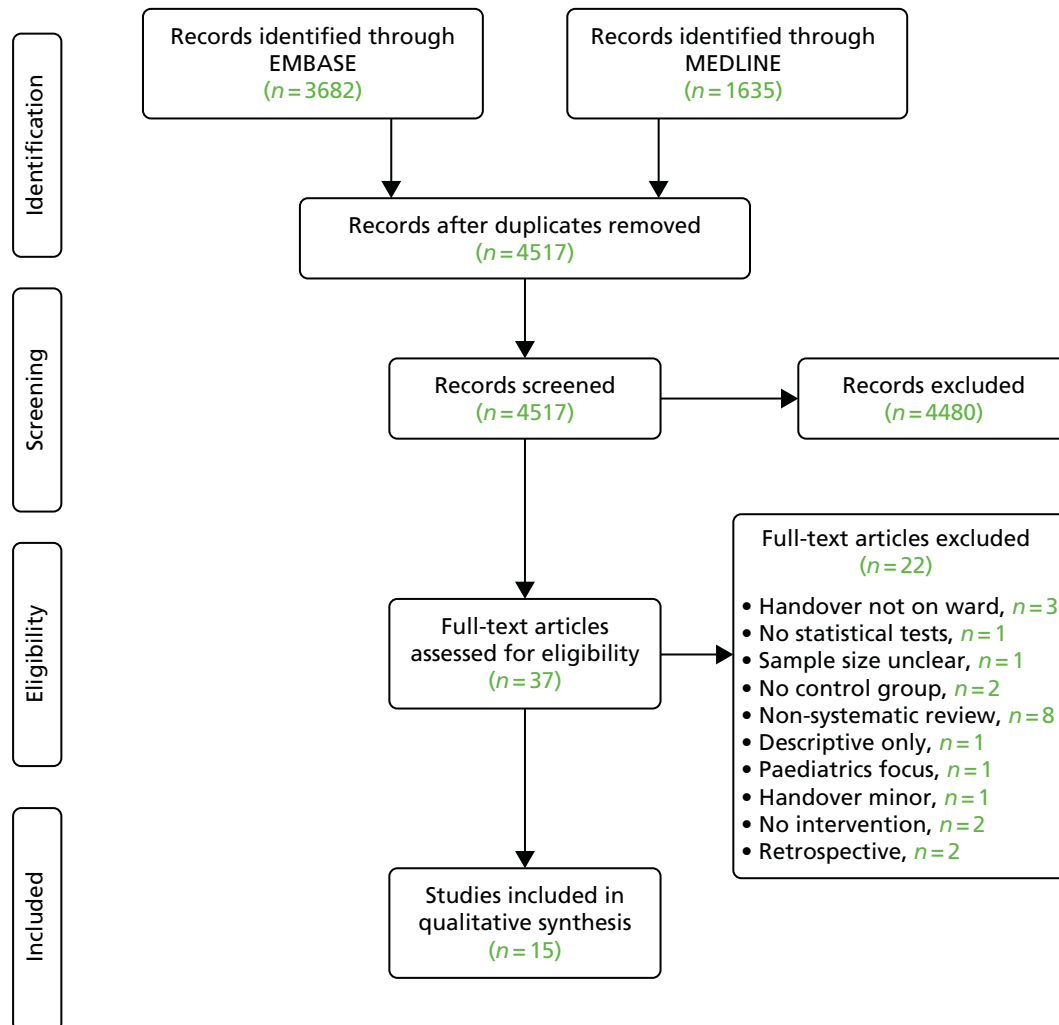 Identification
Records identified through
EMBASE
(n = 3682)
Records identified through
MEDLINE
(n = 1635)
Records after duplicates removed
(n = 4517)
Screening
Records screened
(n = 4517)
Records excluded
(n = 4480)
Eligibility
Full-text articles
assessed for eligibility
(n = 37)
Full-text articles excluded
(n = 22)
• Handover not on ward, n = 3
• No statistical tests, n = 1
• Sample size unclear, n = 1
• No control group, n = 2
• Non-systematic review, n = 8
• Descriptive only, n = 1
• Paediatrics focus, n = 1
• Handover minor, n = 1
• No intervention, n = 2
• Retrospective, n = 2
Included
Studies included in
qualitative synthesis
(n = 15)